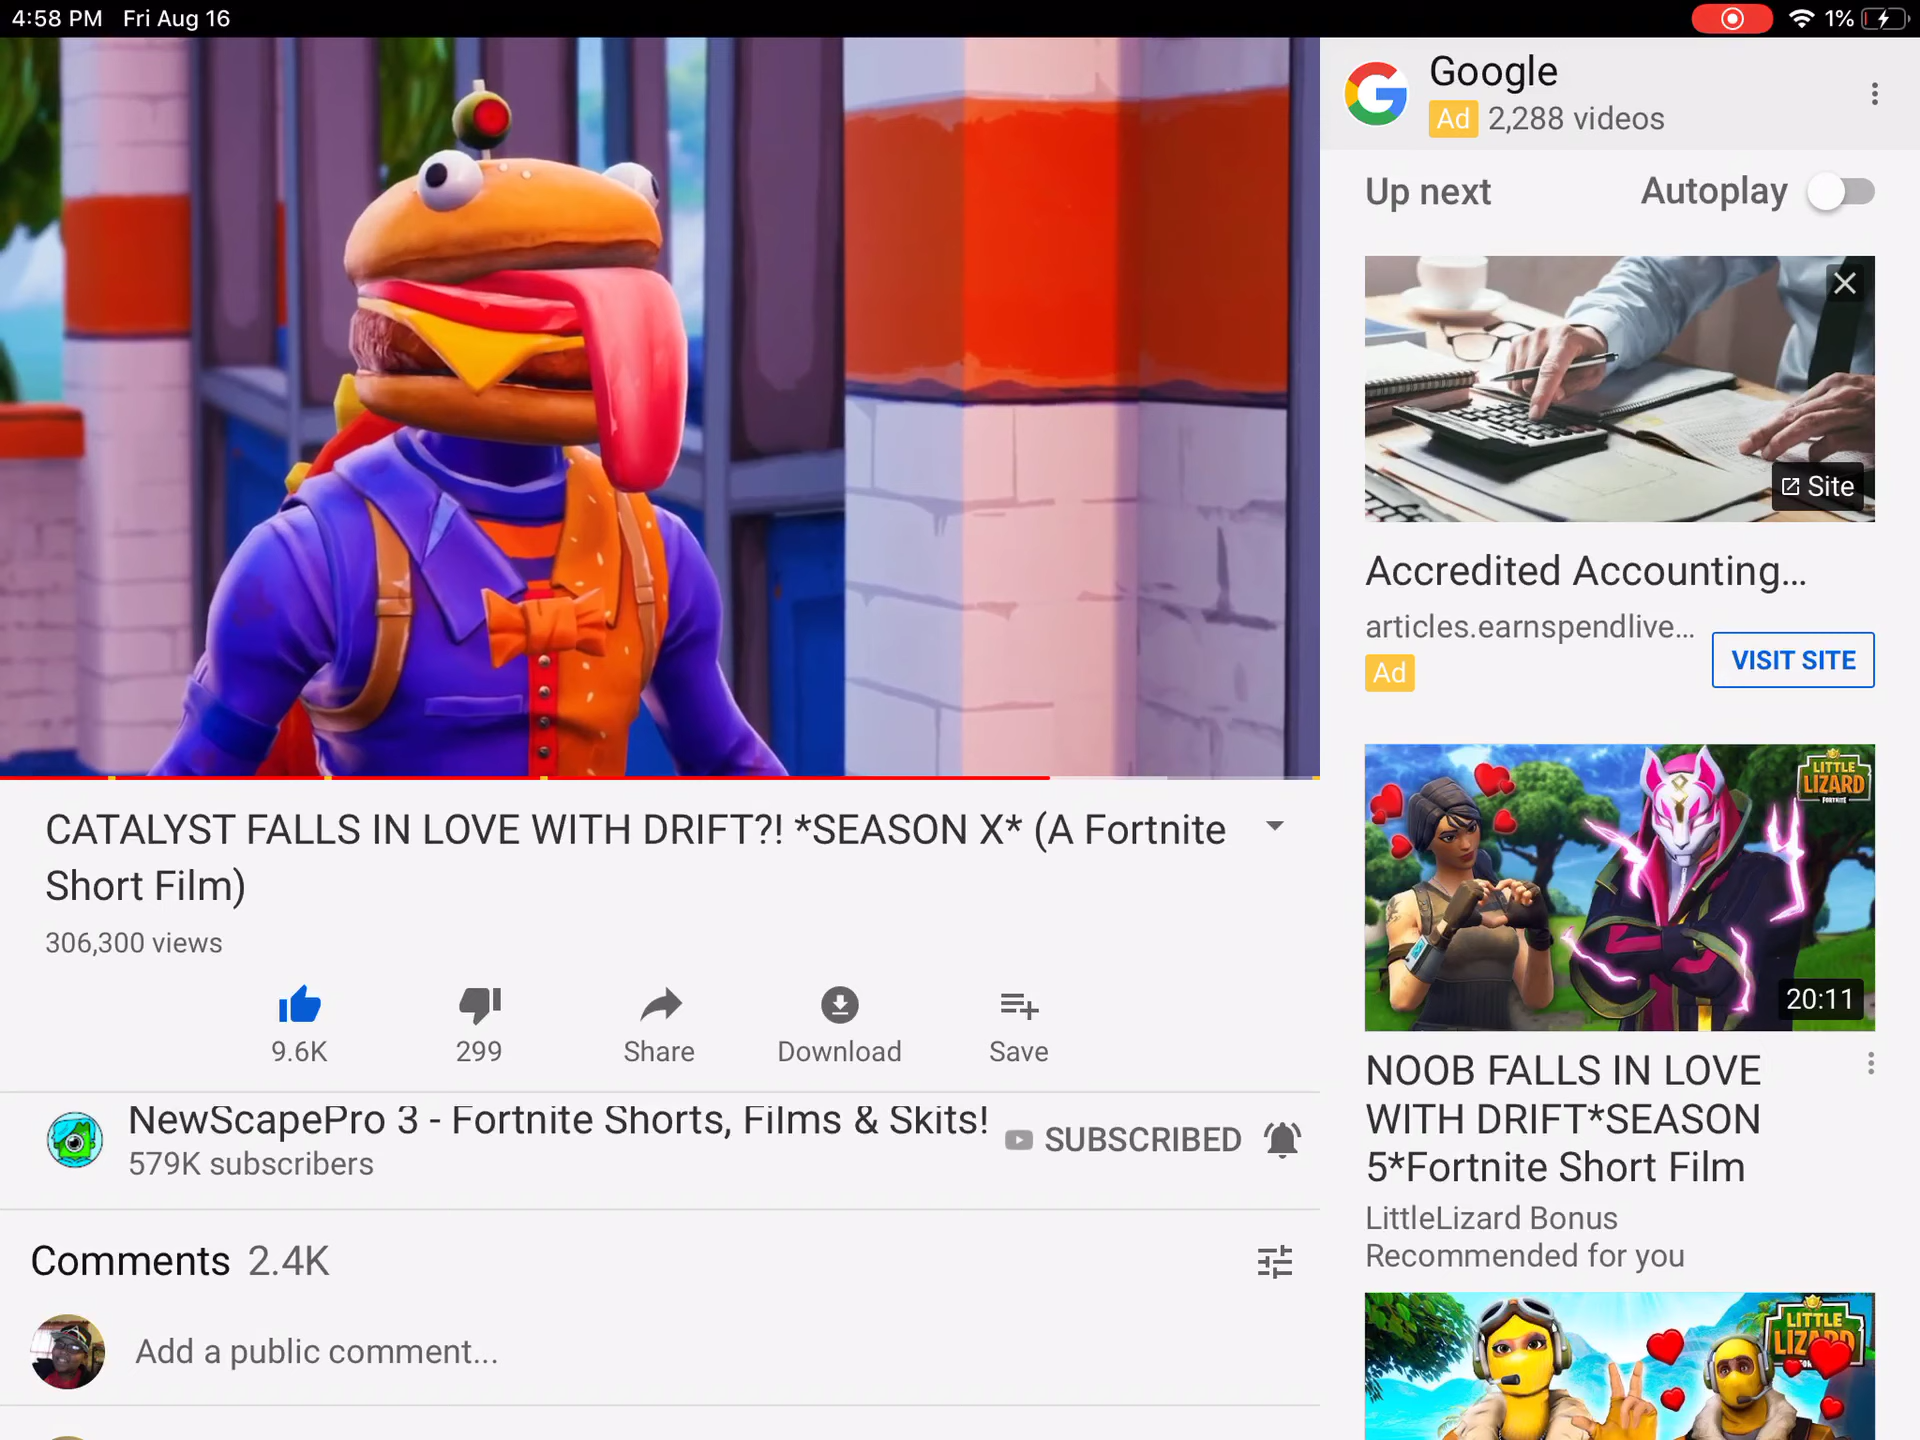 4:58 PM Fri Aug 16
1%
Google
Ad 2,288 videos
Up next
Autoplay
Site
Accredited Accounting...
articles.earnspendlive...
Ad
VISIT SITE
CATALYST FALLS IN LOVE WITH DRIFT?! *SEASON X* (A Fortnite
Short Film)
306,300 views
9.6K
299
Share
Download
Save
NewScapePro 3 - Fortnite Shorts, Films & Skits!
579K subscribers
SUBSCRIBED
Comments 2.4K
Add a public comment...
LITTLE
LIZARD
FORTNITE
20:11
NOOB FALLS IN LOVE
WITH DRIFT*SEASON
5*Fortnite Short Film
LittleLizard Bonus
Recommended for you
LITTLE
LIZARD